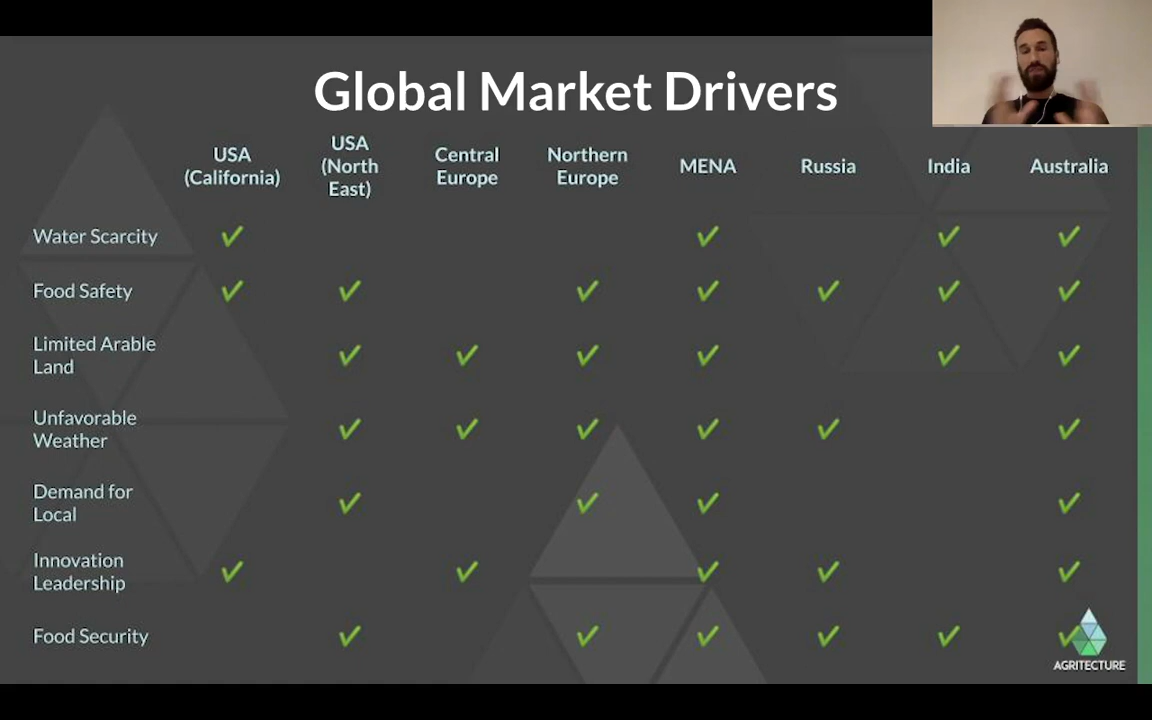 Global Market Drivers
USA
(California)
USA
(North
East)
Central
Europe
Northern
Europe
MENA
Russia
India
Australia
Water Scarcity
Food Safety
Limited Arable
Land
Unfavorable
Weather
Demand for
Local
Innovation
Leadership
Food Security
AGRITECTURE